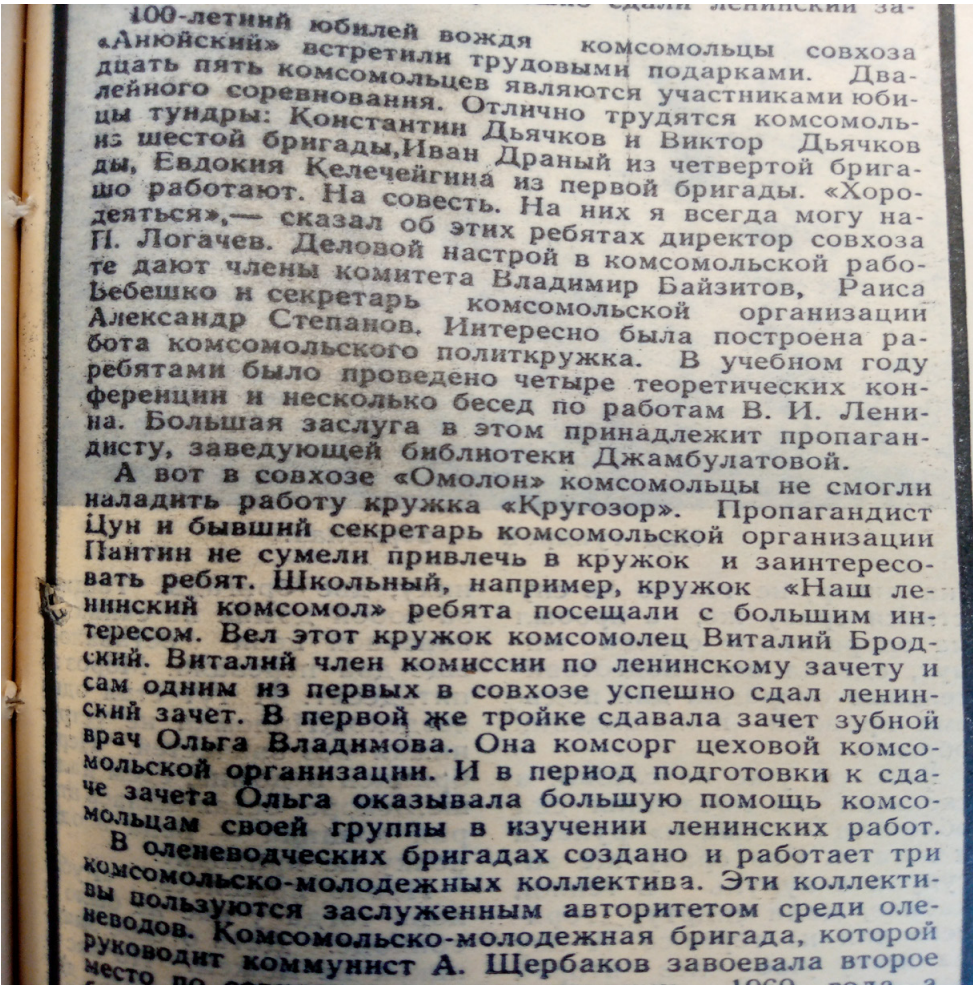 сдали ленинский за-
100-летний юбилей вождя комсомольцы совхоза
«Анюйский» встретили трудовыми подарками. Два-
дцать пять комсомольцев являются участниками юби-
лейного соревнования. Отлично трудятся комсомоль-
цы тундры: Константин Дьячков и Виктор Дьячков
из шестой бригады,Иван Драный из четвертой брига-
ды, Евдокия Келечейгина из первой бригады. «Хоро-
шо работают. На совесть. На них я всегда могу на-
деяться»,— сказал об этих ребятах директор совхоза
П. Логачев. Деловой настрой в комсомольской рабо-
те дают члены комитета Владимир Байзитов, Раиса
Бебешко и секретарь комсомольской организации
Александр Степанов. Интересно была построена ра-
бота комсомольского политкружка. В учебном году
ребятами было проведено четыре теоретических кон-
ференции и несколько бесед по работам В. И. Лени-
на. Большая заслуга в этом принадлежит пропаган-
дисту, заведующей библиотеки Джамбулатовой.
А вот в совхозе «Омолон» комсомольцы не смогли
наладить работу кружка «Кругозор». Пропагандист
Цун и бывший секретарь комсомольской организации
Пантин не сумели привлечь в кружок и заинтересо-
вать ребят. Школьный, например, кружок «Наш ле-
нинский комсомол» ребята посещали с большим ин-
тересом. Вел этот кружок комсомолец Виталий Брод-
ский. Виталий член комиссии по ленинскому зачету и
сам одним из первых в совхозе успешно сдал ленин-
ский зачет. В первой же тройке сдавала зачет зубной
врач Ольга Владимова. Она комсорг цеховой комсо-
мольской организации. И в период подготовки к сда-
че зачета Ольга оказывала большую помощь комсо-
мольцам своей группы в изучении ленинских работ.
В оленеводческих бригадах создано и работает три
комсомольско-молодежных коллектива. Эти коллекти-
вы пользуются заслуженным авторитетом среди оле-
неводов. Комсомольско-молодежная бригада, которой
руководит коммунист А. Щербаков завоевала второе
место по 1969 года а